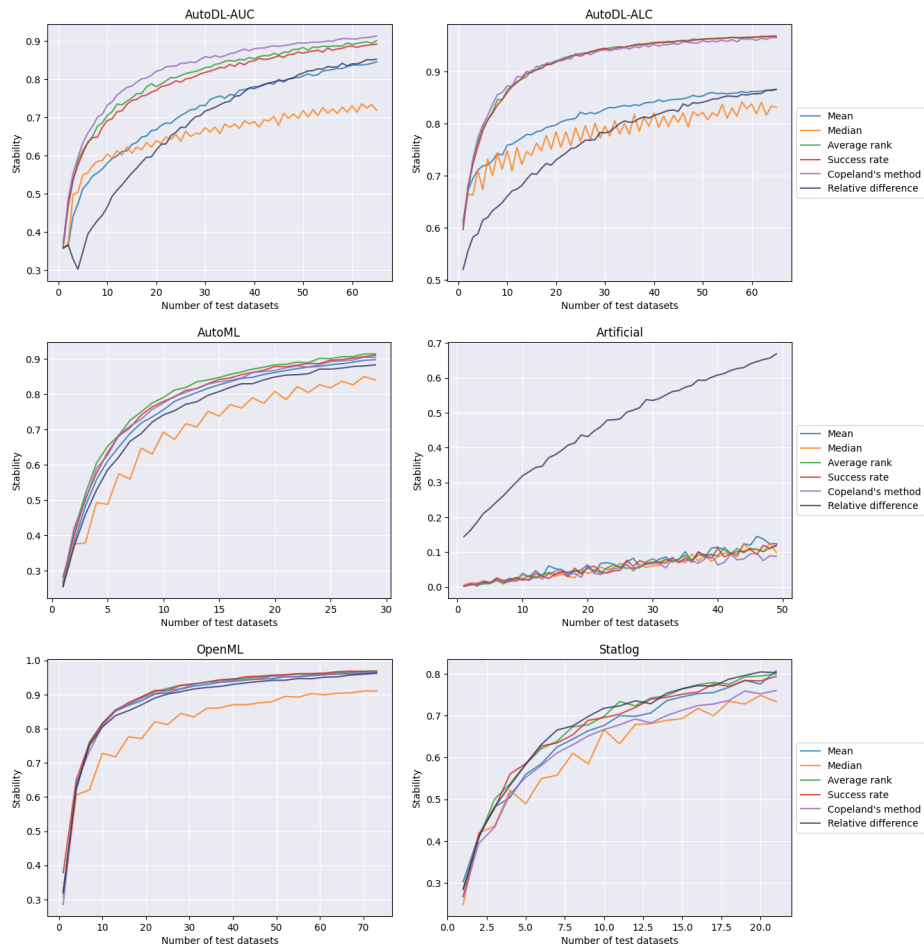 AutoDL-AUC
0.9
0.8
0.7
0.6
0.5
0.4
0.3
Stability
0
10
20
30
40
50
60
Number of test datasets
AutoDL-ALC
0.9
0.8
0.7
0.6
0.5
Stability
0
10
20
30
40
50
60
Number of test datasets
Mean
Median
Average rank
Success rate
Copeland's method
Relative difference
AutoML
0.9
0.8
0.7
0.6
0.5
0.4
0.3
Stability
0
5
10
15
20
25
30
Number of test datasets
Artificial
0.7
0.6
0.5
0.4
0.3
0.2
0.1
0.0
Stability
0
10
20
30
40
50
Number of test datasets
Mean
Median
Average rank
Success rate
Copeland's method
Relative difference
OpenML
1.0
0.9
0.8
0.7
0.6
0.5
0.4
0.3
Stability
0
10
20
30
40
50
60
70
Number of test datasets
Statlog
0.8
0.7
0.6
0.5
0.4
0.3
Stability
0.0
2.5
5.0
7.5
10.0
12.5
15.0
17.5
20.0
Number of test datasets
Mean
Median
Average rank
Success rate
Copeland's method
Relative difference